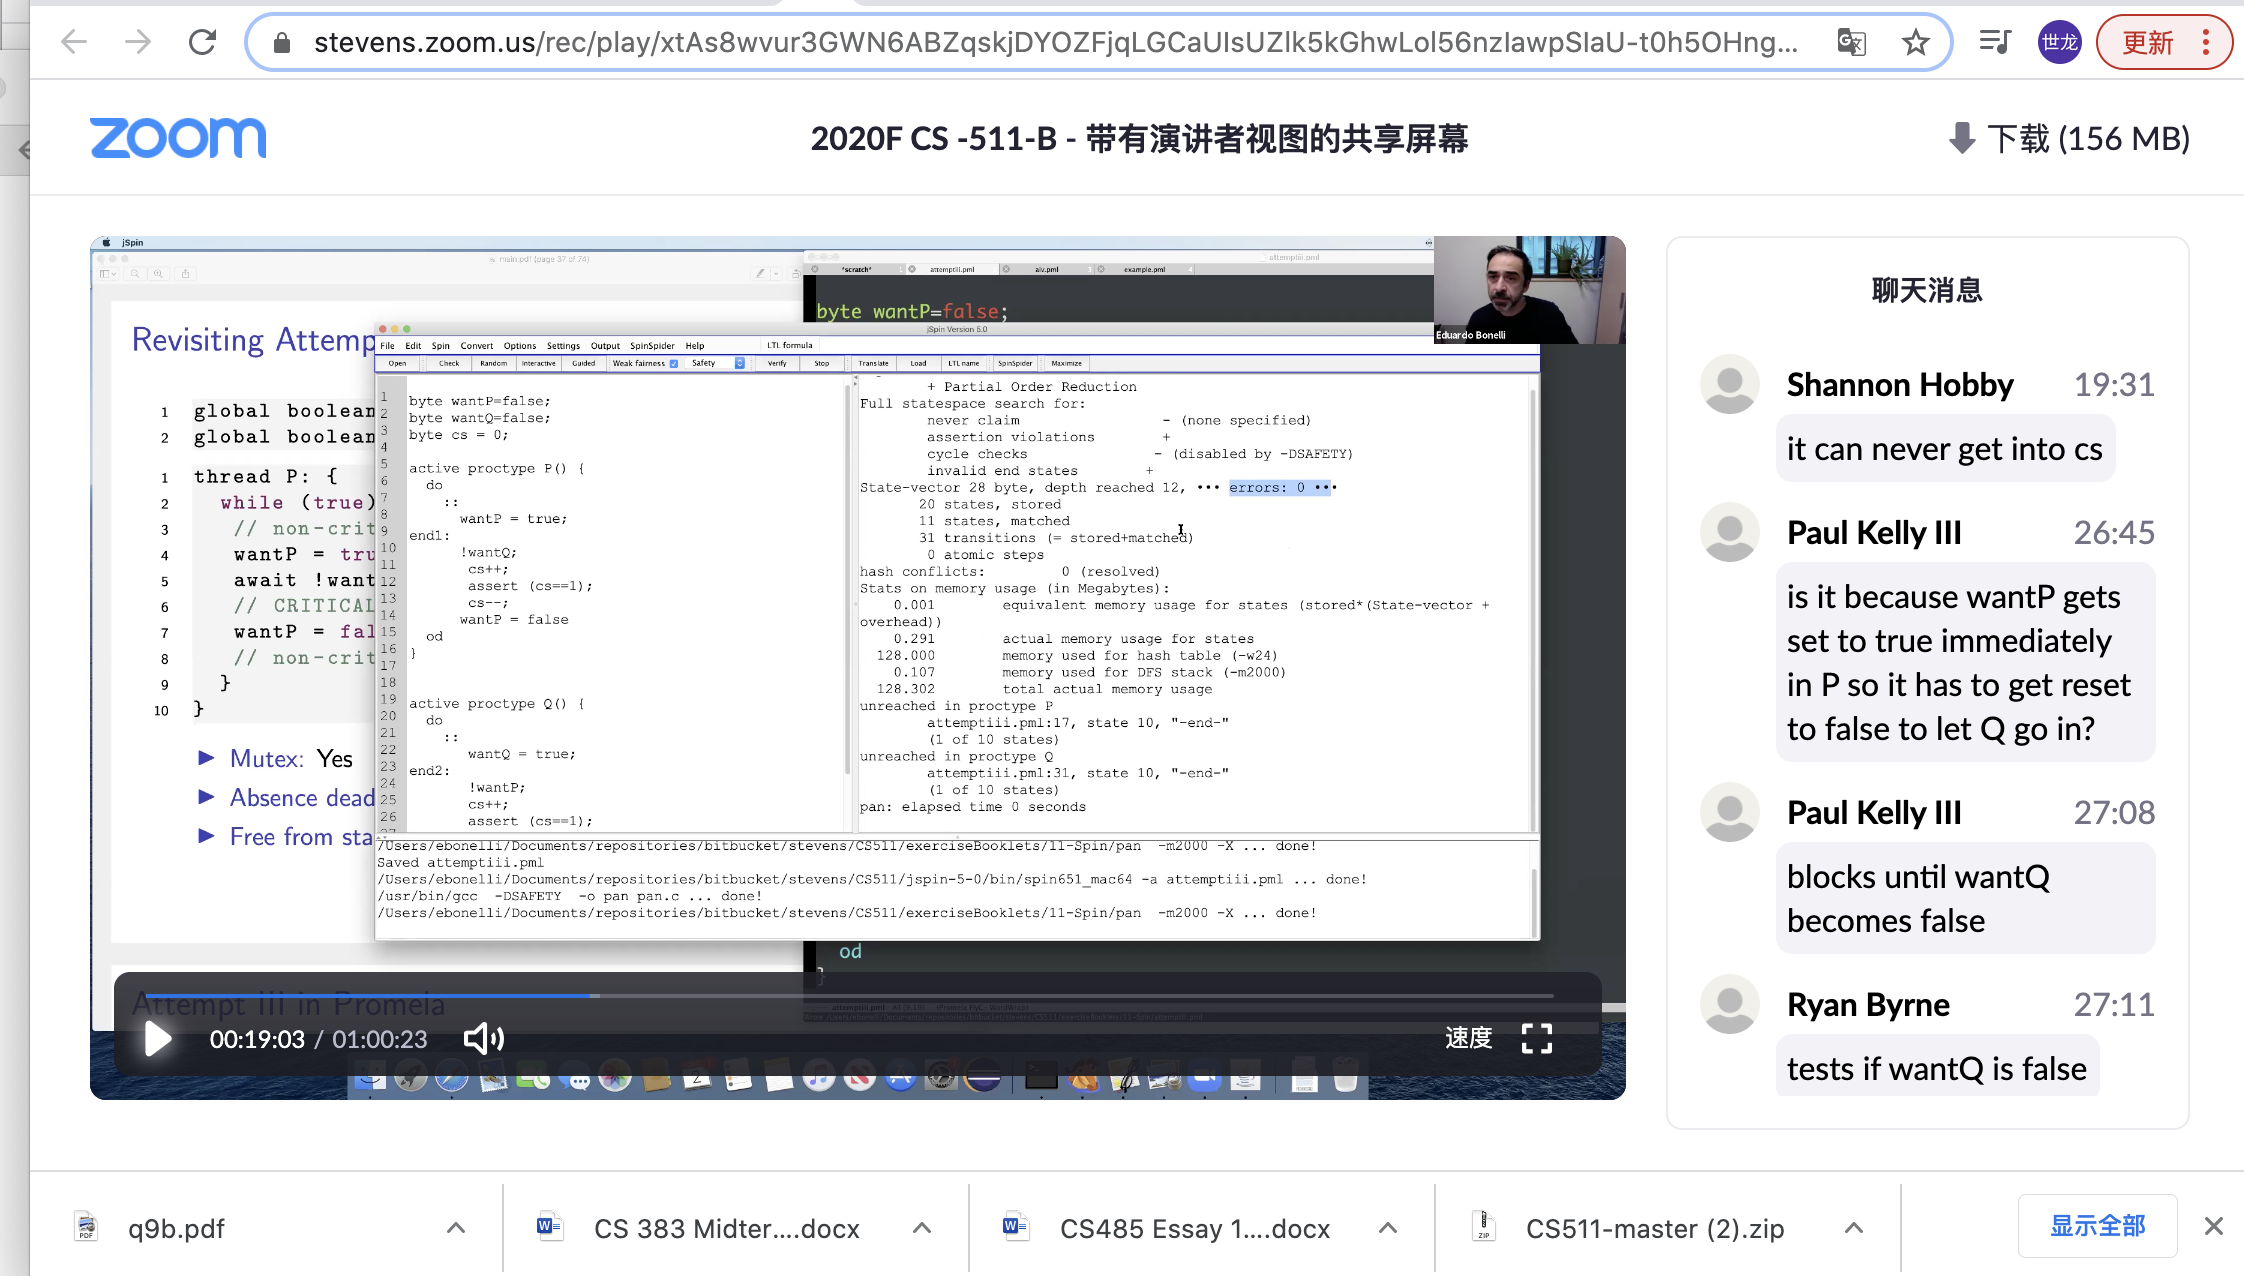 stevens.zoom.us/rec/play/xtAs8wvur3GWN6ABZqskjDYOZFjqLGCaUIsUZlk5kGhwLol56nzIawpSIaU-t0h5OHng...
世龙
更新
zoom
2020F CS -511-B - 带有演讲者视图的共享屏幕
下载 (156 MB)
jSpin
main.pdf (page 37 of 74)
attemptiii.pml
*scratch*
attemptiii.pml
aiv.pml
example.pml
byte wantP=false;
Eduardo Bonelli
Revisiting Attemp
1 global boolean
2 global boolean
1 thread P: {
2 while (true)
3 // non-crit
4 wantP = tru
5 await !want
6 // CRITICAL
7 wantP = fal
8 // non-crit
9 }
10 }
Mutex: Yes
Absence dead
Free from sta
jSpin Version 5.0
File Edit Spin Convert Options Settings Output SpinSpider Help LTL formula
Open Check Random Interactive Guided Weak fairness Safety Verify Stop Translate Load LTL name SpinSpider Maximize
1 byte wantP=false;
2 byte wantQ=false;
3 byte cs = 0;
4
5 active proctype P() {
6 do
7 ::
8 wantP = true;
9 end1:
10 !wantQ;
11 cs++;
12 assert (cs==1);
13 cs--;
14 wantP = false
15 od
16 }
17
18
19 active proctype Q() {
20 do
21 ::
22 wantQ = true;
23 end2:
24 !wantP;
25 cs++;
26 assert (cs==1);
+ Partial Order Reduction
Full statespace search for:
never claim - (none specified)
assertion violations +
cycle checks - (disabled by -DSAFETY)
invalid end states +
State-vector 28 byte, depth reached 12, ••• errors: 0 •••
20 states, stored
11 states, matched
31 transitions (= stored+matched)
0 atomic steps
hash conflicts: 0 (resolved)
Stats on memory usage (in Megabytes):
0.001 equivalent memory usage for states (stored*(State-vector +
overhead))
0.291 actual memory usage for states
128.000 memory used for hash table (-w24)
0.107 memory used for DFS stack (-m2000)
128.302 total actual memory usage
unreached in proctype P
attemptiii.pml:17, state 10, "-end-"
(1 of 10 states)
unreached in proctype Q
attemptiii.pml:31, state 10, "-end-"
(1 of 10 states)
pan: elapsed time 0 seconds
/Users/ebonelli/Documents/repositories/bitbucket/stevens/CS511/exerciseBooklets/11-Spin/pan -m2000 -X ... done!
Saved attemptiii.pml
/Users/ebonelli/Documents/repositories/bitbucket/stevens/CS511/jspin-5-0/bin/spin651_mac64 -a attemptiii.pml ... done!
/usr/bin/gcc -DSAFETY -o pan pan.c ... done!
/Users/ebonelli/Documents/repositories/bitbucket/stevens/CS511/exerciseBooklets/11-Spin/pan -m2000 -X ... done!
od
}
Attempt III in Promela
00:19:03 / 01:00:23
速度
聊天消息
Shannon Hobby 19:31
it can never get into cs
Paul Kelly III 26:45
is it because wantP gets
set to true immediately
in P so it has to get reset
to false to let Q go in?
Paul Kelly III 27:08
blocks until wantQ
becomes false
Ryan Byrne 27:11
tests if wantQ is false
q9b.pdf
CS 383 Midter....docx
CS485 Essay 1....docx
CS511-master (2).zip
显示全部